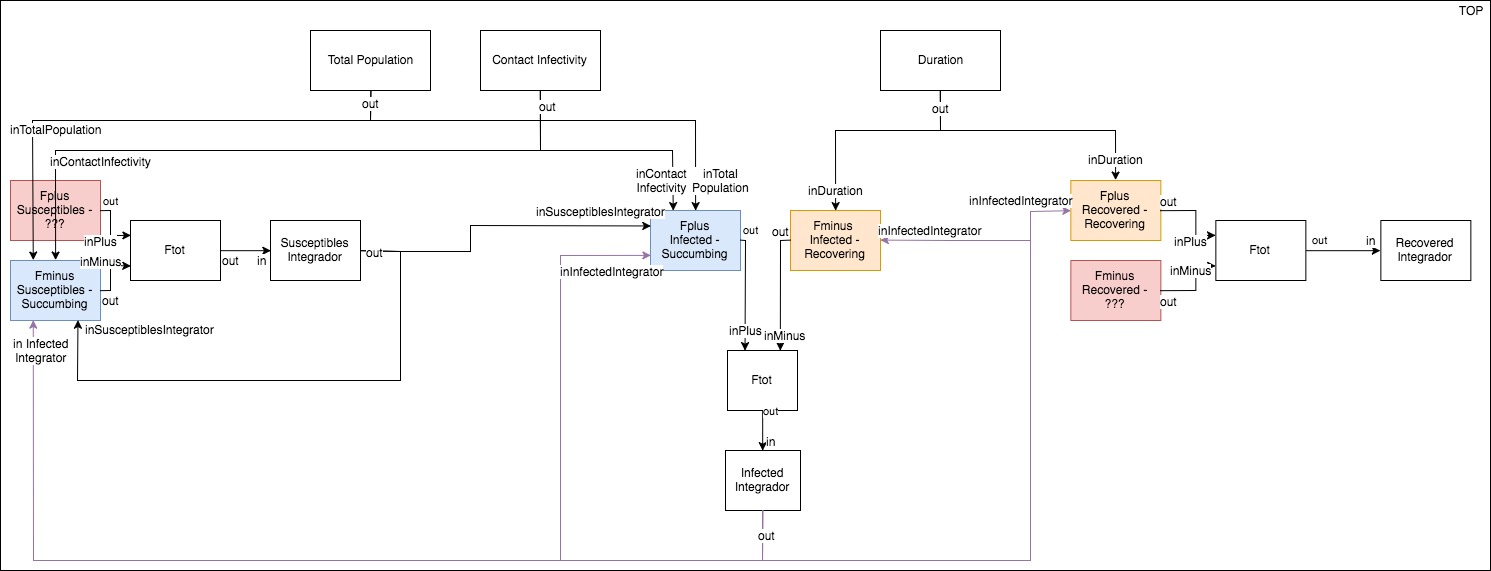 TOP
Total Population
Contact Infectivity
Duration
out
out
out
inTotalPopulation
inContactInfectivity
inContact
Infectivity
inTotal
Population
inDuration
inDuration
Fplus
Susceptibles -
???
out
inPlus
inMinus
Fminus
Susceptibles -
Succumbing
out
Ftot
out
in
Susceptibles
Integrador
out
inSusceptiblesIntegrator
in Infected
Integrator
inSusceptiblesIntegrator
Fplus
Infected -
Succumbing
out
inInfectedIntegrator
out
Fminus
Infected -
Recovering
inInfectedIntegrator
inInfectedIntegrator
Fplus
Recovered -
Recovering
out
inPlus
inMinus
Fminus
Recovered -
???
out
Ftot
out
in
Recovered
Integrador
inPlus
inMinus
Ftot
out
in
Infected
Integrador
out